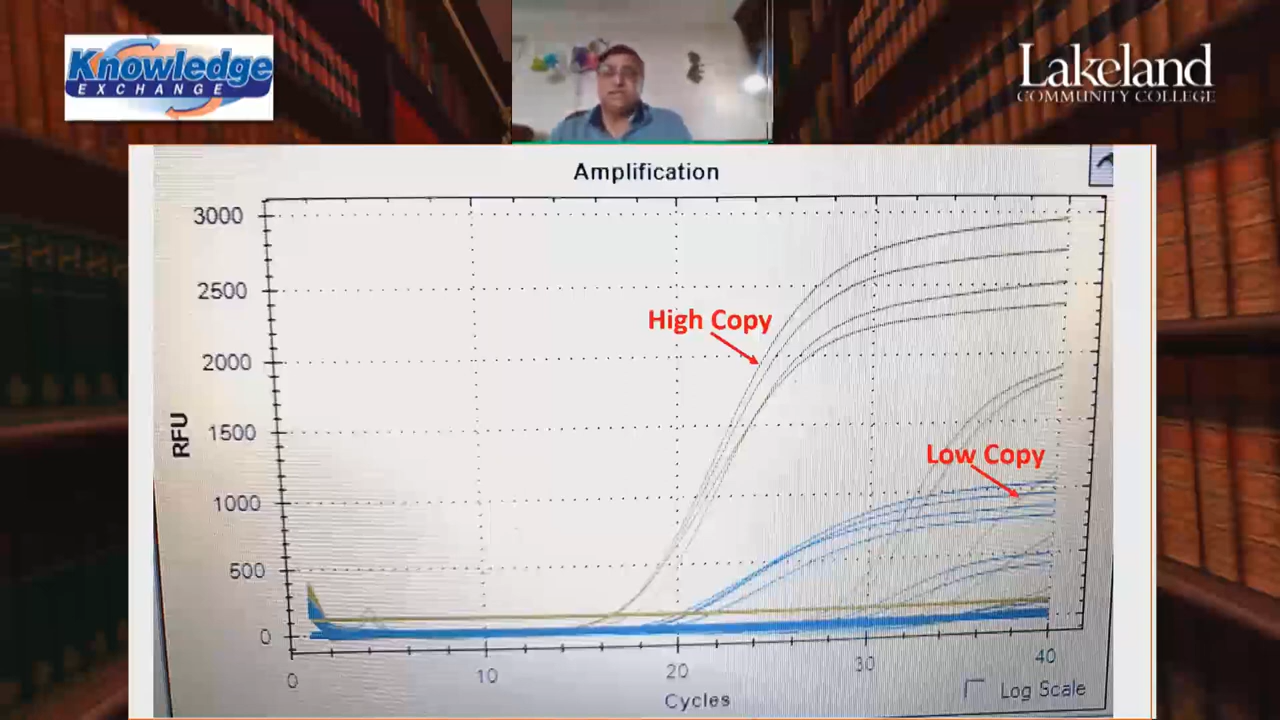 Knowledge
EXCHANGE
Lakeland
COMMUNITY COLLEGE
Amplification
3000
2500
High Copy
2000
RFU
1500
Low Copy
1000
500
0
0
10
20
30
40
Cycles
Log Scale